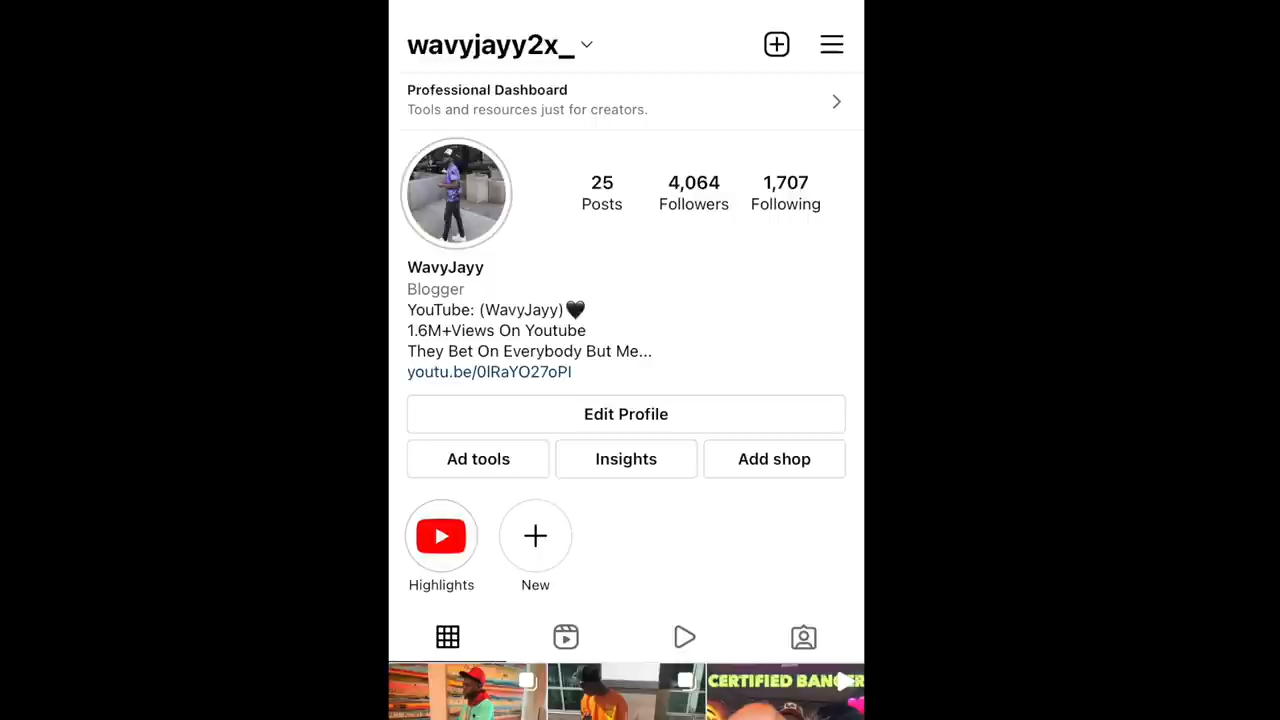 wavyjayy2x_
Professional Dashboard
Tools and resources just for creators.
25 4,064 1,707
Posts Followers Following
WavyJayy
Blogger
YouTube: (WavyJayy)🖤
1.6M+Views On Youtube
They Bet On Everybody But Me...
youtu.be/0IRaYO27oPI
Edit Profile
Ad tools Insights Add shop
Highlights New
CERTIFIED BANGER